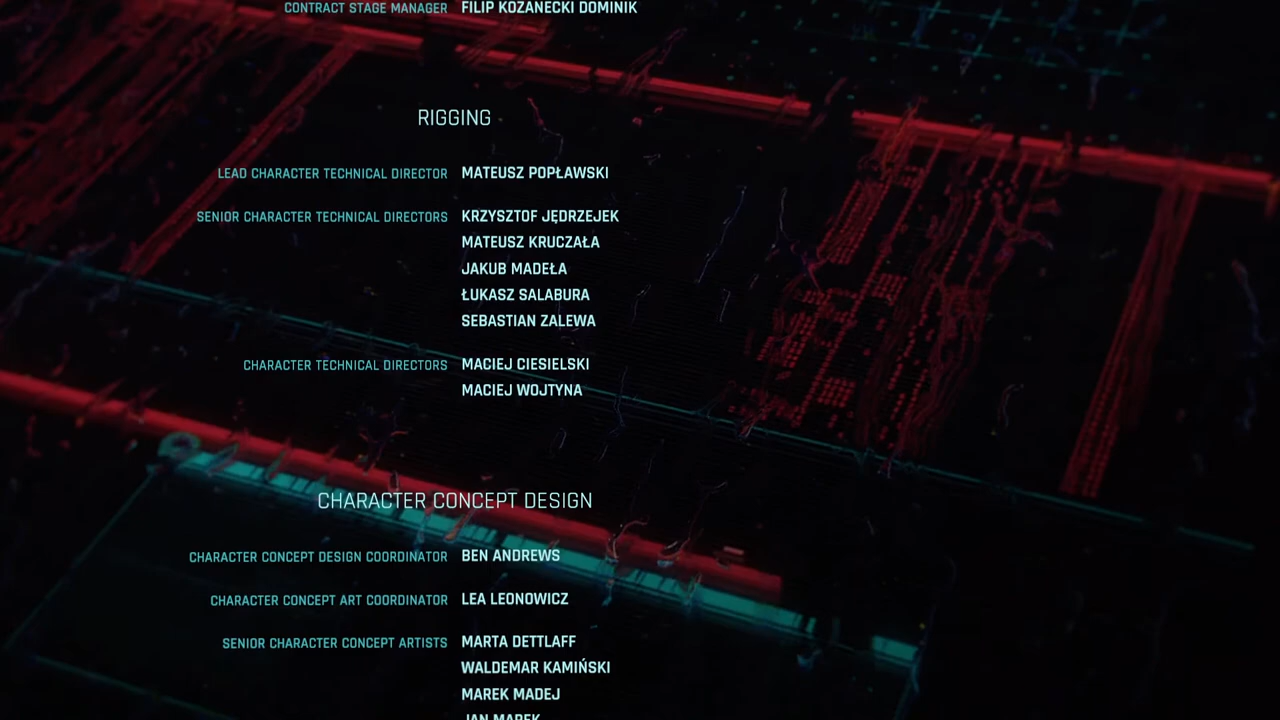 CONTRACT STAGE MANAGER FILIP KOZANECKI DOMINIK
RIGGING
LEAD CHARACTER TECHNICAL DIRECTOR MATEUSZ POPŁAWSKI
SENIOR CHARACTER TECHNICAL DIRECTORS KRZYSZTOF JĘDRZEJEK
MATEUSZ KRUCZAŁA
JAKUB MADEŁA
ŁUKASZ SALABURA
SEBASTIAN ZALEWA
CHARACTER TECHNICAL DIRECTORS MACIEJ CIESIELSKI
MACIEJ WOJTYNA
CHARACTER CONCEPT DESIGN
CHARACTER CONCEPT DESIGN COORDINATOR BEN ANDREWS
CHARACTER CONCEPT ART COORDINATOR LEA LEONOWICZ
SENIOR CHARACTER CONCEPT ARTISTS MARTA DETTLAFF
WALDEMAR KAMIŃSKI
MAREK MADEJ
JAN MAREK